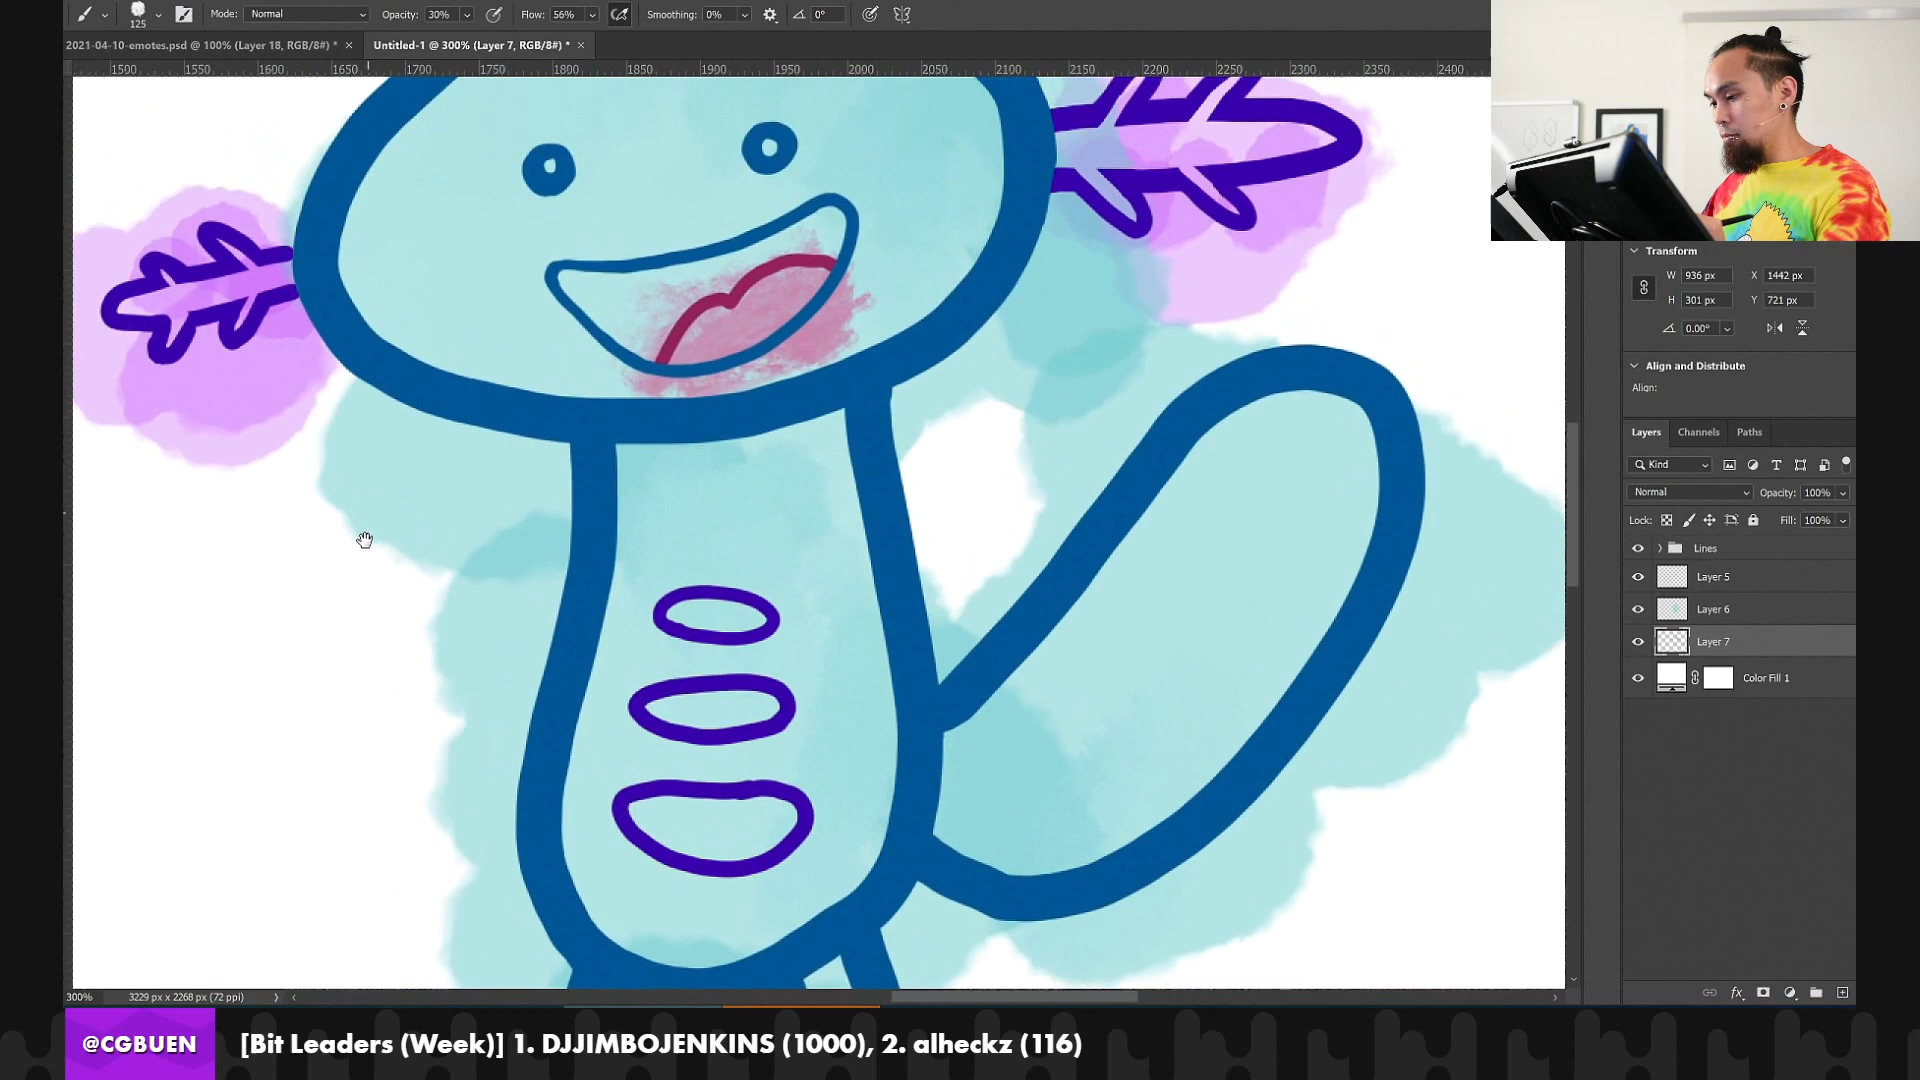 125
Mode: Normal
Opacity: 30%
Flow: 56%
Smoothing: 0%
0°
2021-04-10-emotes.psd @ 100% (Layer 18, RGB/8#) *
Untitled-1 @ 300% (Layer 7, RGB/8#) *
1500 1550 1600 1650 1700 1750 1800 1850 1900 1950 2000 2050 2100 2150 2200 2250 2300 2350 2400
Transform
W 936 px X 1442 px
H 301 px Y 721 px
0.00°
Align and Distribute
Align:
Layers Channels Paths
Kind
Normal Opacity: 100%
Lock: Fill: 100%
Lines
Layer 5
Layer 6
Layer 7
Color Fill 1
fx
300% 3229 px x 2268 px (72 ppi)
@CGBUEN
[Bit Leaders (Week)] 1. DJJIMBOJENKINS (1000), 2. alheckz (116)